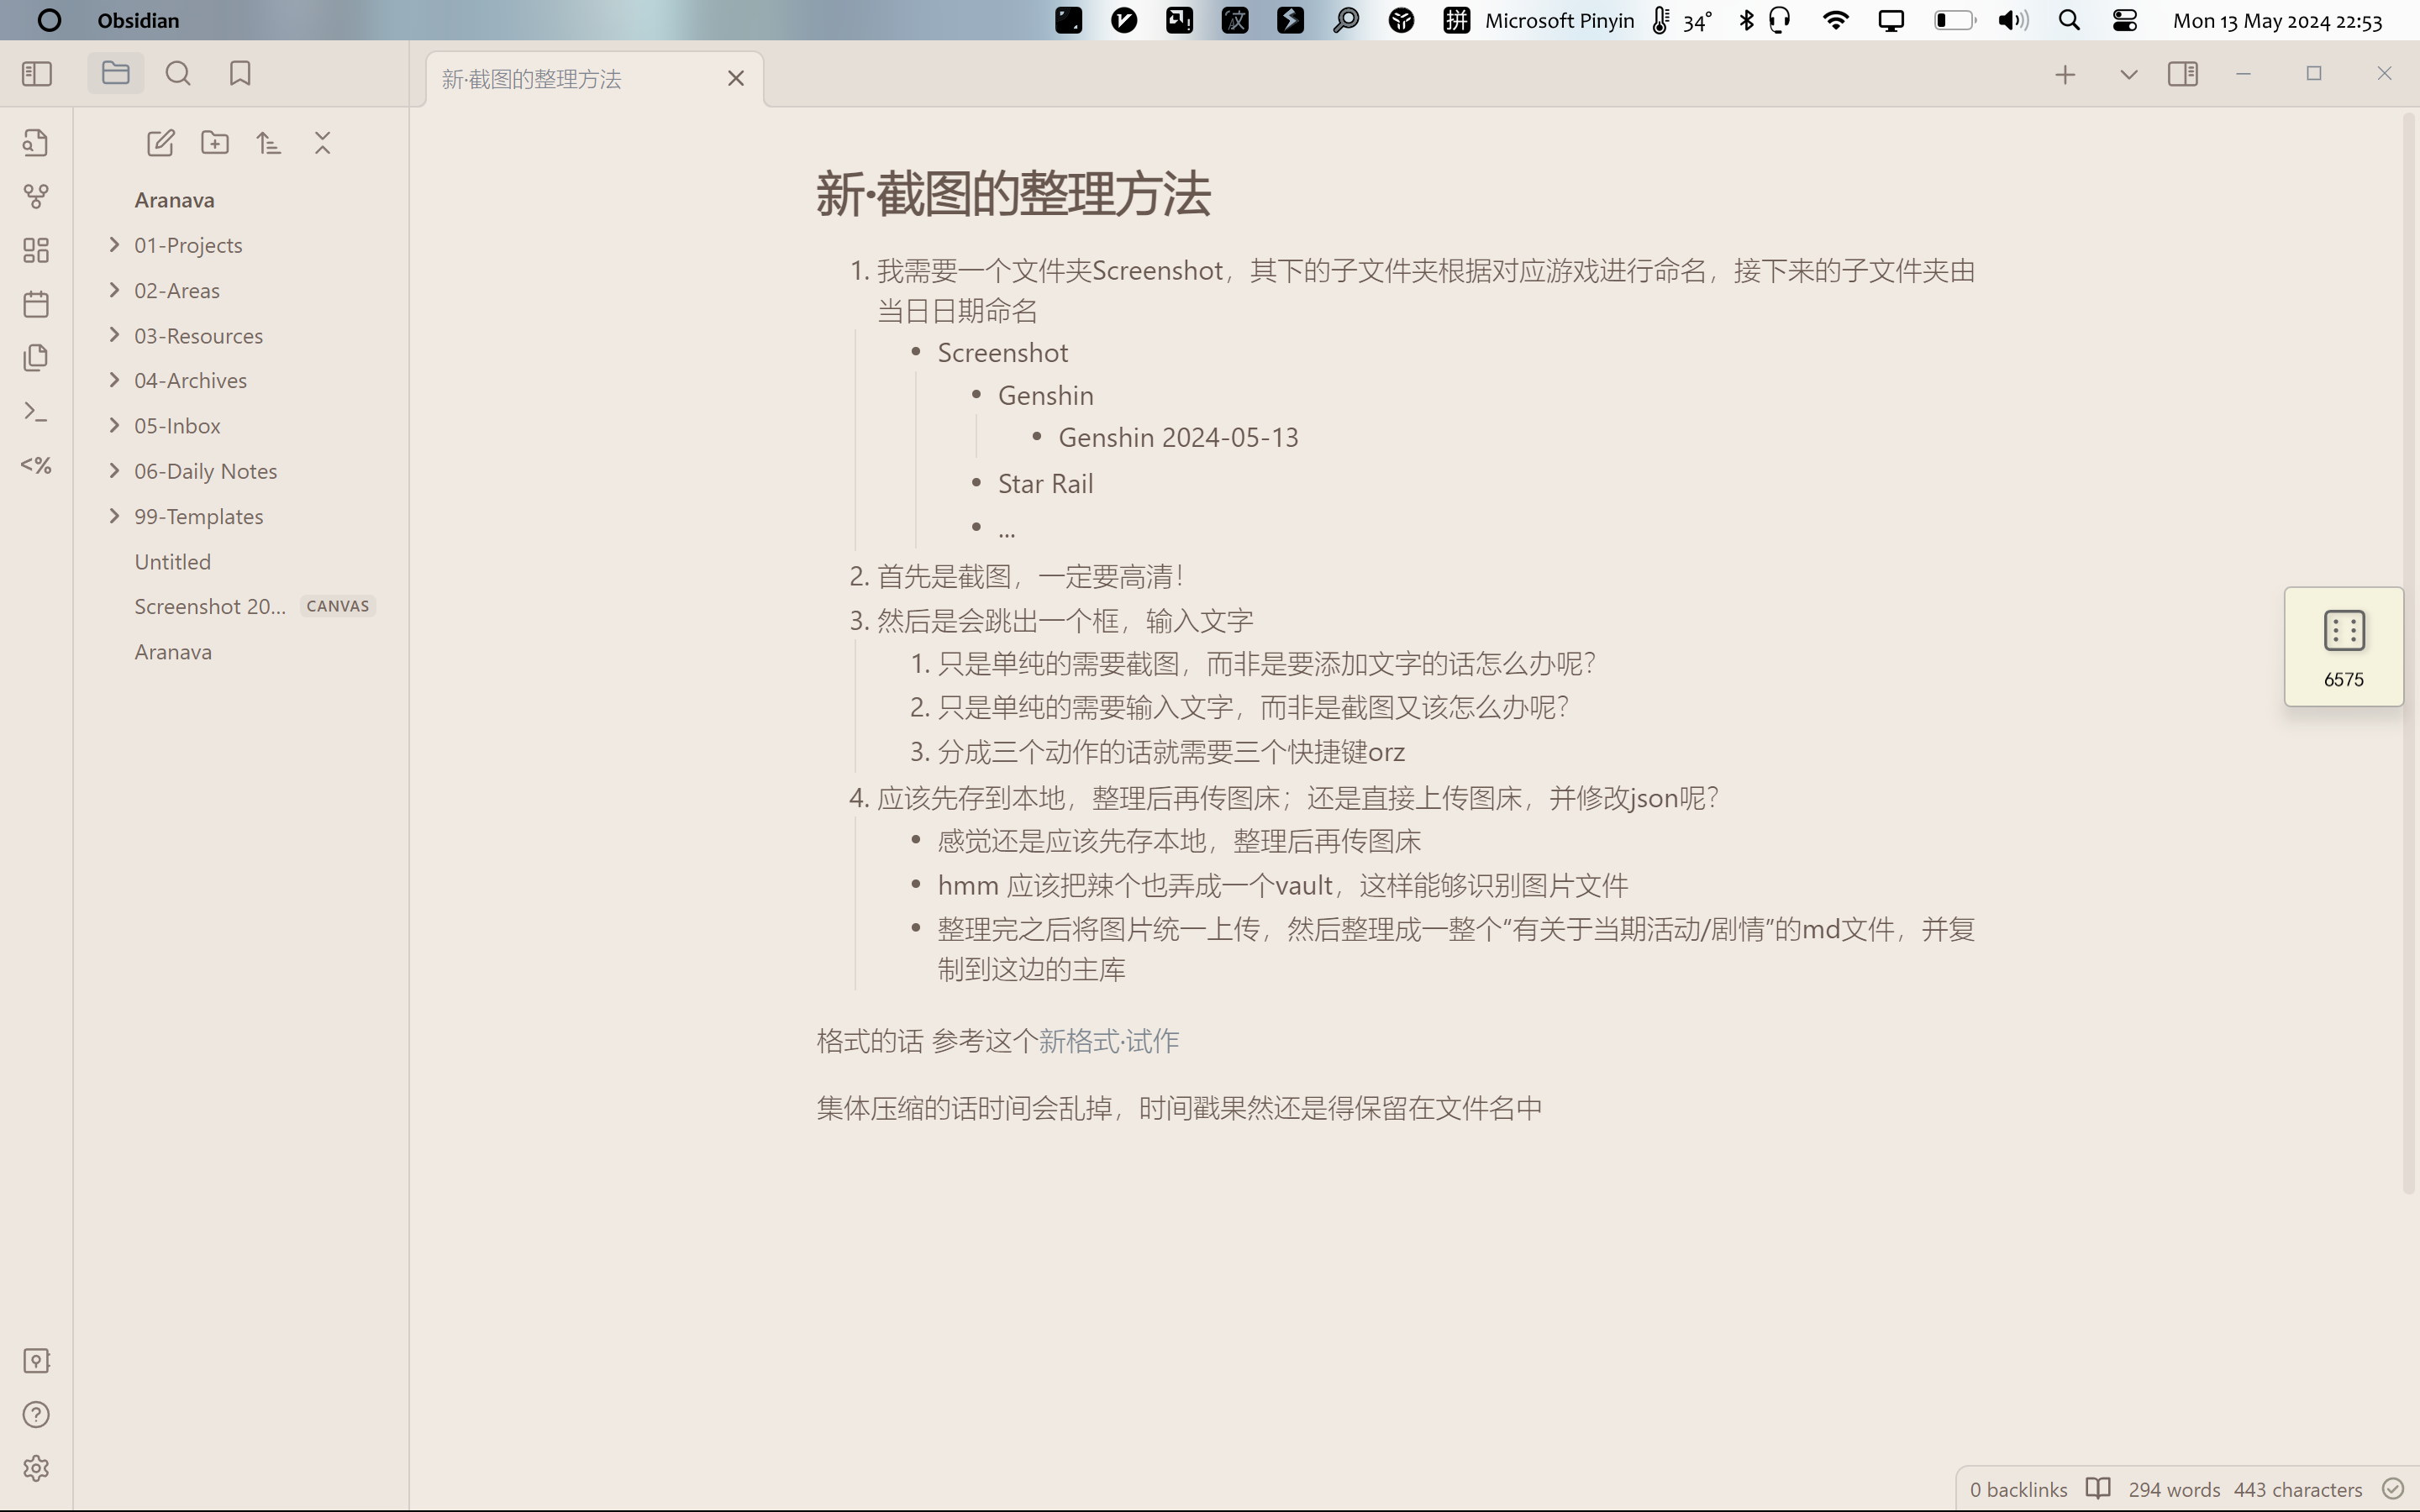 Obsidian
Microsoft Pinyin 34° Mon 13 May 2024 22:53
新·截图的整理方法
Aranava
01-Projects
02-Areas
03-Resources
04-Archives
05-Inbox
06-Daily Notes
99-Templates
Untitled
Screenshot 20... CANVAS
Aranava
<%
新·截图的整理方法
1. 我需要一个文件夹Screenshot，其下的子文件夹根据对应游戏进行命名，接下来的子文件夹由
当日日期命名
• Screenshot
• Genshin
• Genshin 2024-05-13
• Star Rail
• ...
2. 首先是截图，一定要高清！
3. 然后是会跳出一个框，输入文字
1. 只是单纯的需要截图，而非是要添加文字的话怎么办呢？
2. 只是单纯的需要输入文字，而非是截图又该怎么办呢？
3. 分成三个动作的话就需要三个快捷键orz
4. 应该先存到本地，整理后再传图床；还是直接上传图床，并修改json呢？
• 感觉还是应该先存本地，整理后再传图床
• hmm 应该把辣个也弄成一个vault，这样能够识别图片文件
• 整理完之后将图片统一上传，然后整理成一整个“有关于当期活动/剧情”的md文件，并复
制到这边的主库
格式的话 参考这个新格式·试作
集体压缩的话时间会乱掉，时间戳果然还是得保留在文件名中
6575
0 backlinks 294 words 443 characters